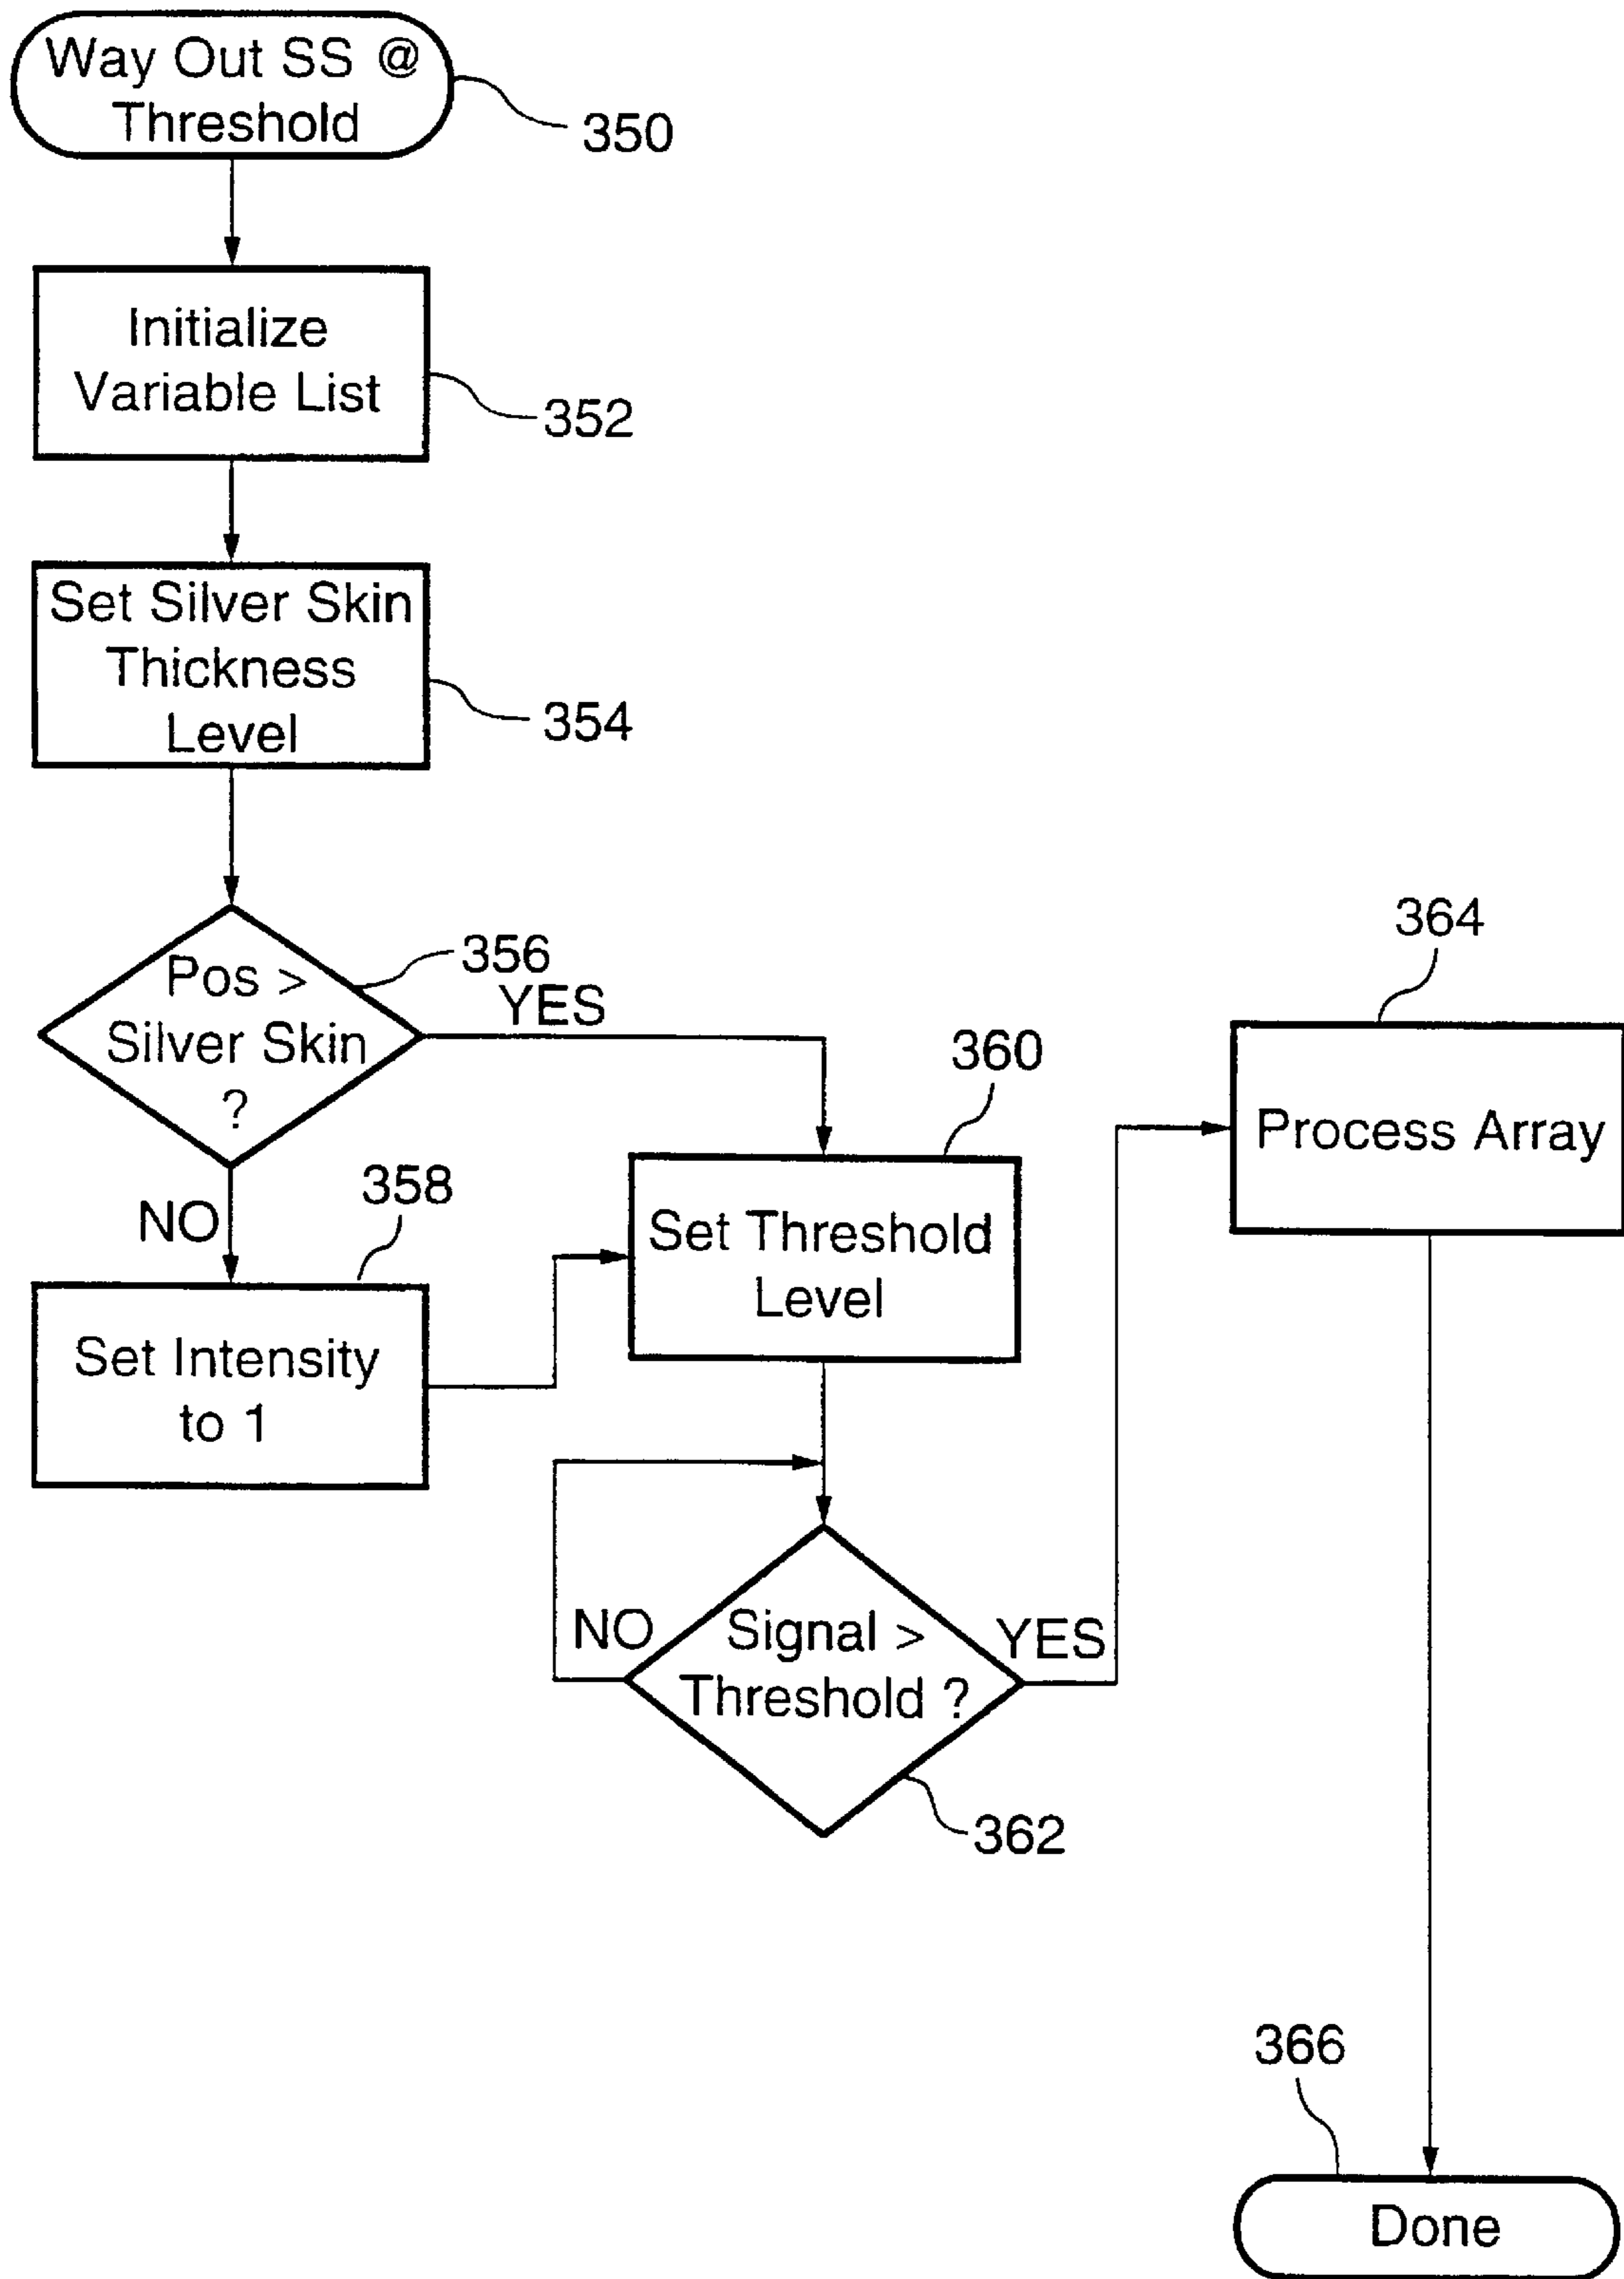 Way Out SS @
Threshold
350
Initialize
Variable List
352
Set Silver Skin
Thickness
Level
354
Pos >
Silver Skin
?
356
YES
NO
358
Set Intensity
to 1
360
Set Threshold
Level
NO
Signal >
Threshold ?
YES
362
364
Process Array
366
Done